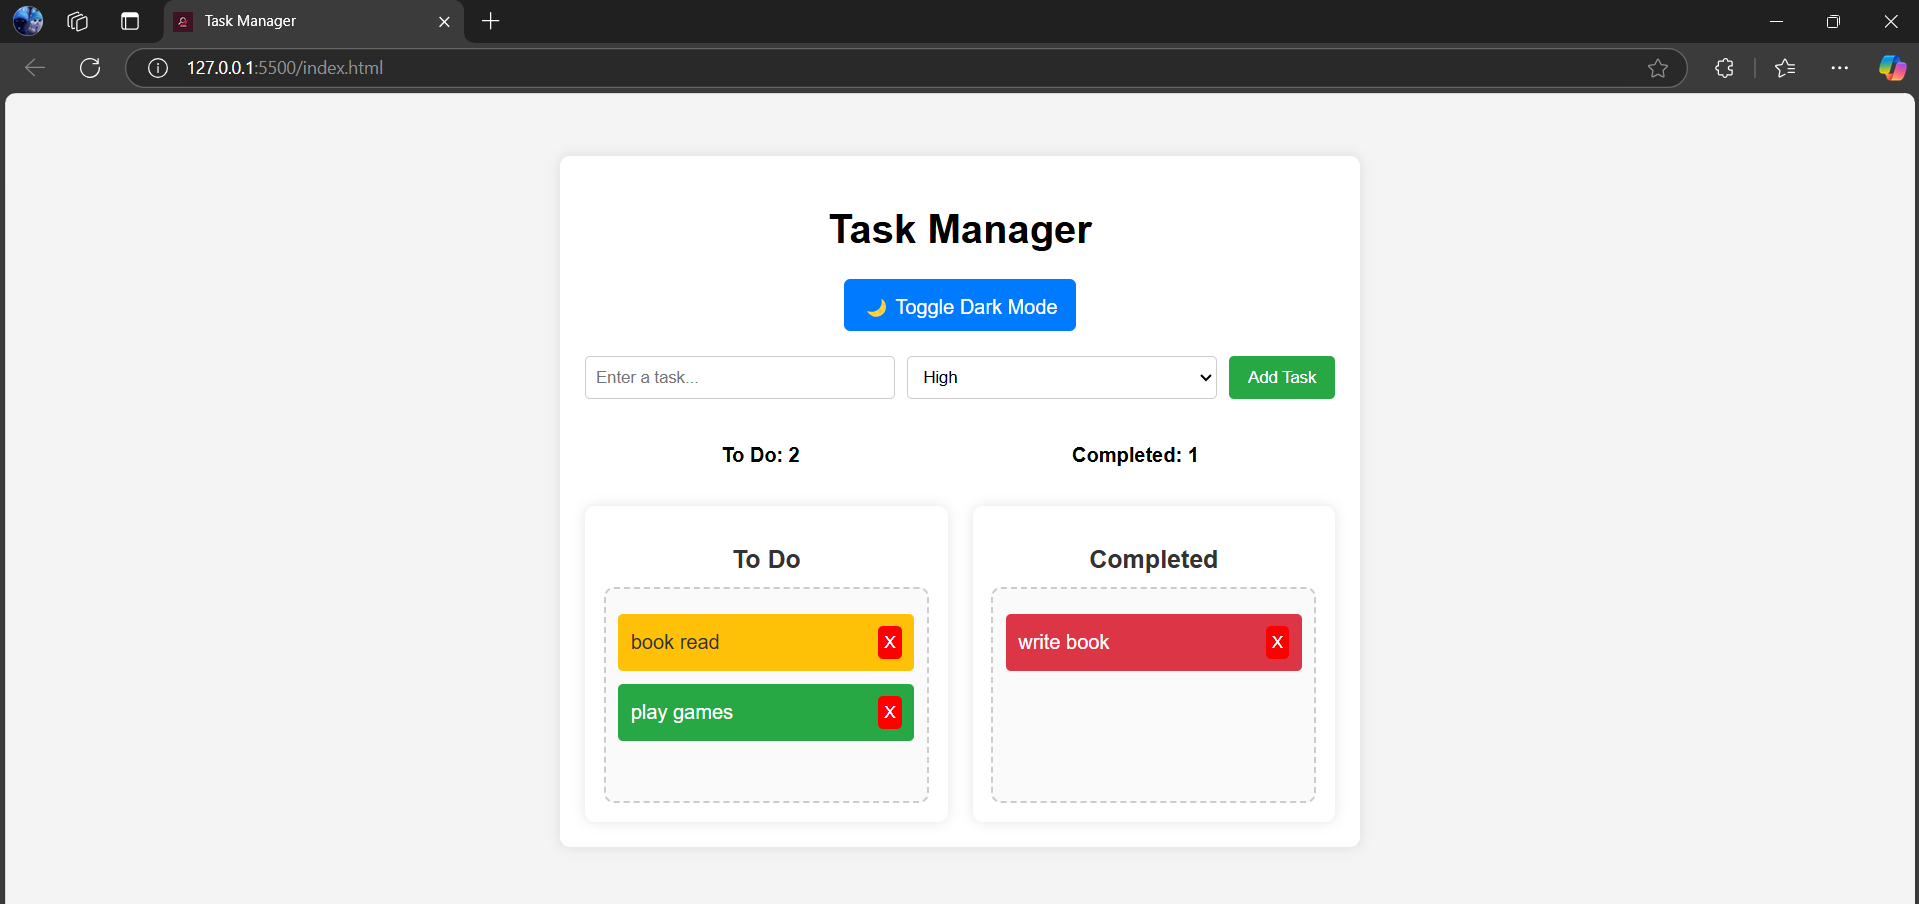 Task Manager
127.0.0.1:5500/index.html
Task Manager
🌙 Toggle Dark Mode
Enter a task...
High
Add Task
To Do: 2
Completed: 1
To Do
Completed
book read X
play games X
write book X